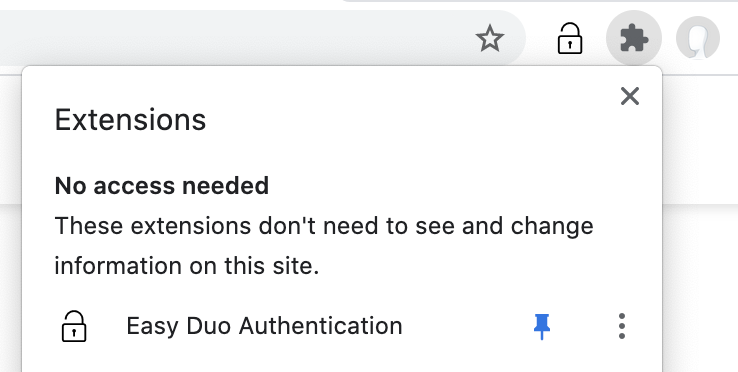 Extensions
No access needed
These extensions don't need to see and change
information on this site.
Easy Duo Authentication